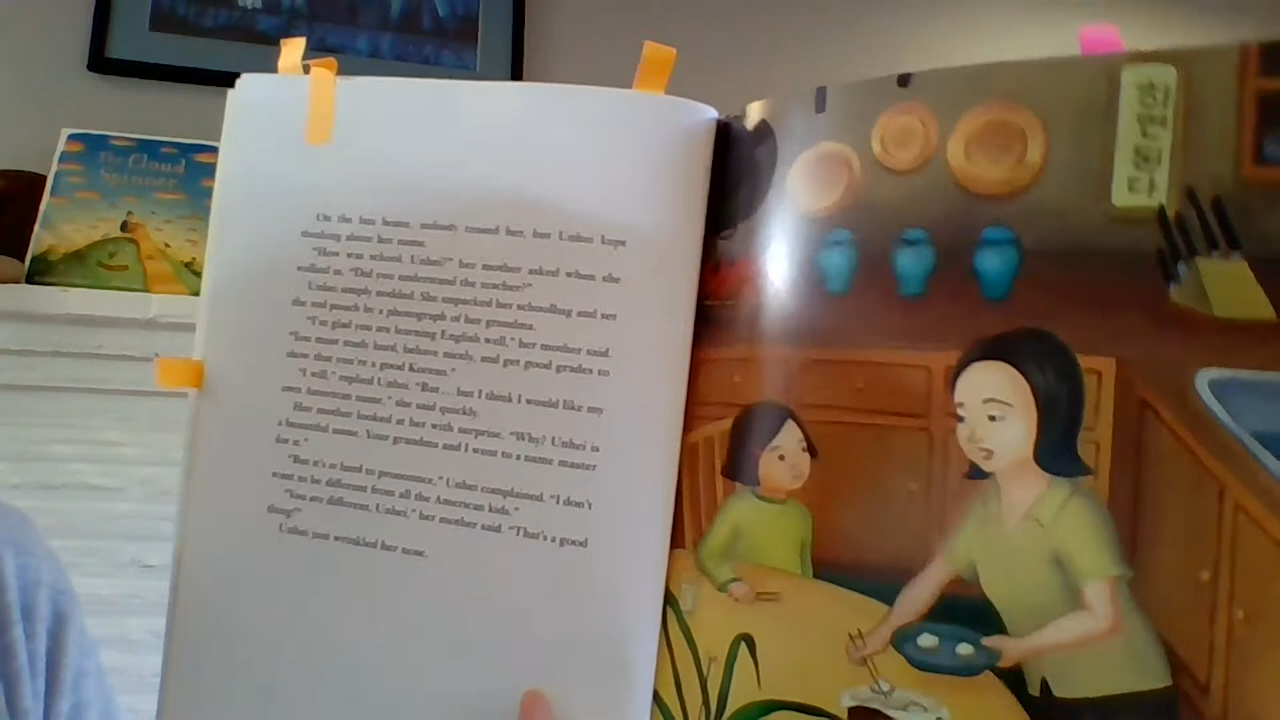 The Cloud
Spinner
On the bus home, nobody teased her, but Unhei kept
thinking about her name.
"How was school, Unhei?" her mother asked when she
walked in. "Did you understand the teacher?"
Unhei simply nodded. She unpacked her schoolbag and set
the red pouch by a photograph of her grandma.
"I'm glad you are learning English well," her mother said.
"You must study hard, behave nicely, and get good grades to
show that you're a good Korean."
"I will," replied Unhei. "But . . . but I think I would like my
own American name," she said quickly.
Her mother looked at her with surprise. "Why? Unhei is
a beautiful name. Your grandma and I went to a name master
for it."
"But it's so hard to pronounce," Unhei complained. "I don't
want to be different from all the American kids."
"You are different, Unhei," her mother said. "That's a good
thing!"
Unhei just wrinkled her nose.